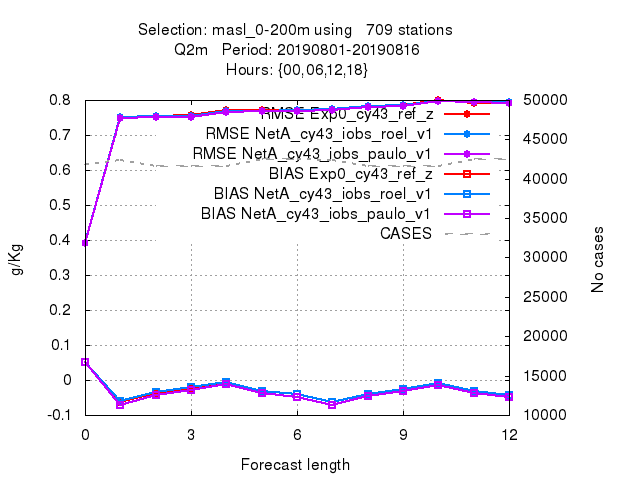 Selection: masl_0-200m using   709 stations
Q2m   Period: 20190801-20190816
Hours: {00,06,12,18}
0.8
0.7
0.6
0.5
0.4
0.3
0.2
0.1
0
-0.1
g/Kg
RMSE Exp0_cy43_ref_z
RMSE NetA_cy43_iobs_roel_v1
RMSE NetA_cy43_iobs_paulo_v1
BIAS Exp0_cy43_ref_z
BIAS NetA_cy43_iobs_roel_v1
BIAS NetA_cy43_iobs_paulo_v1
CASES
50000
45000
40000
35000
30000
25000
20000
15000
10000
No cases
0 3 6 9 12
Forecast length